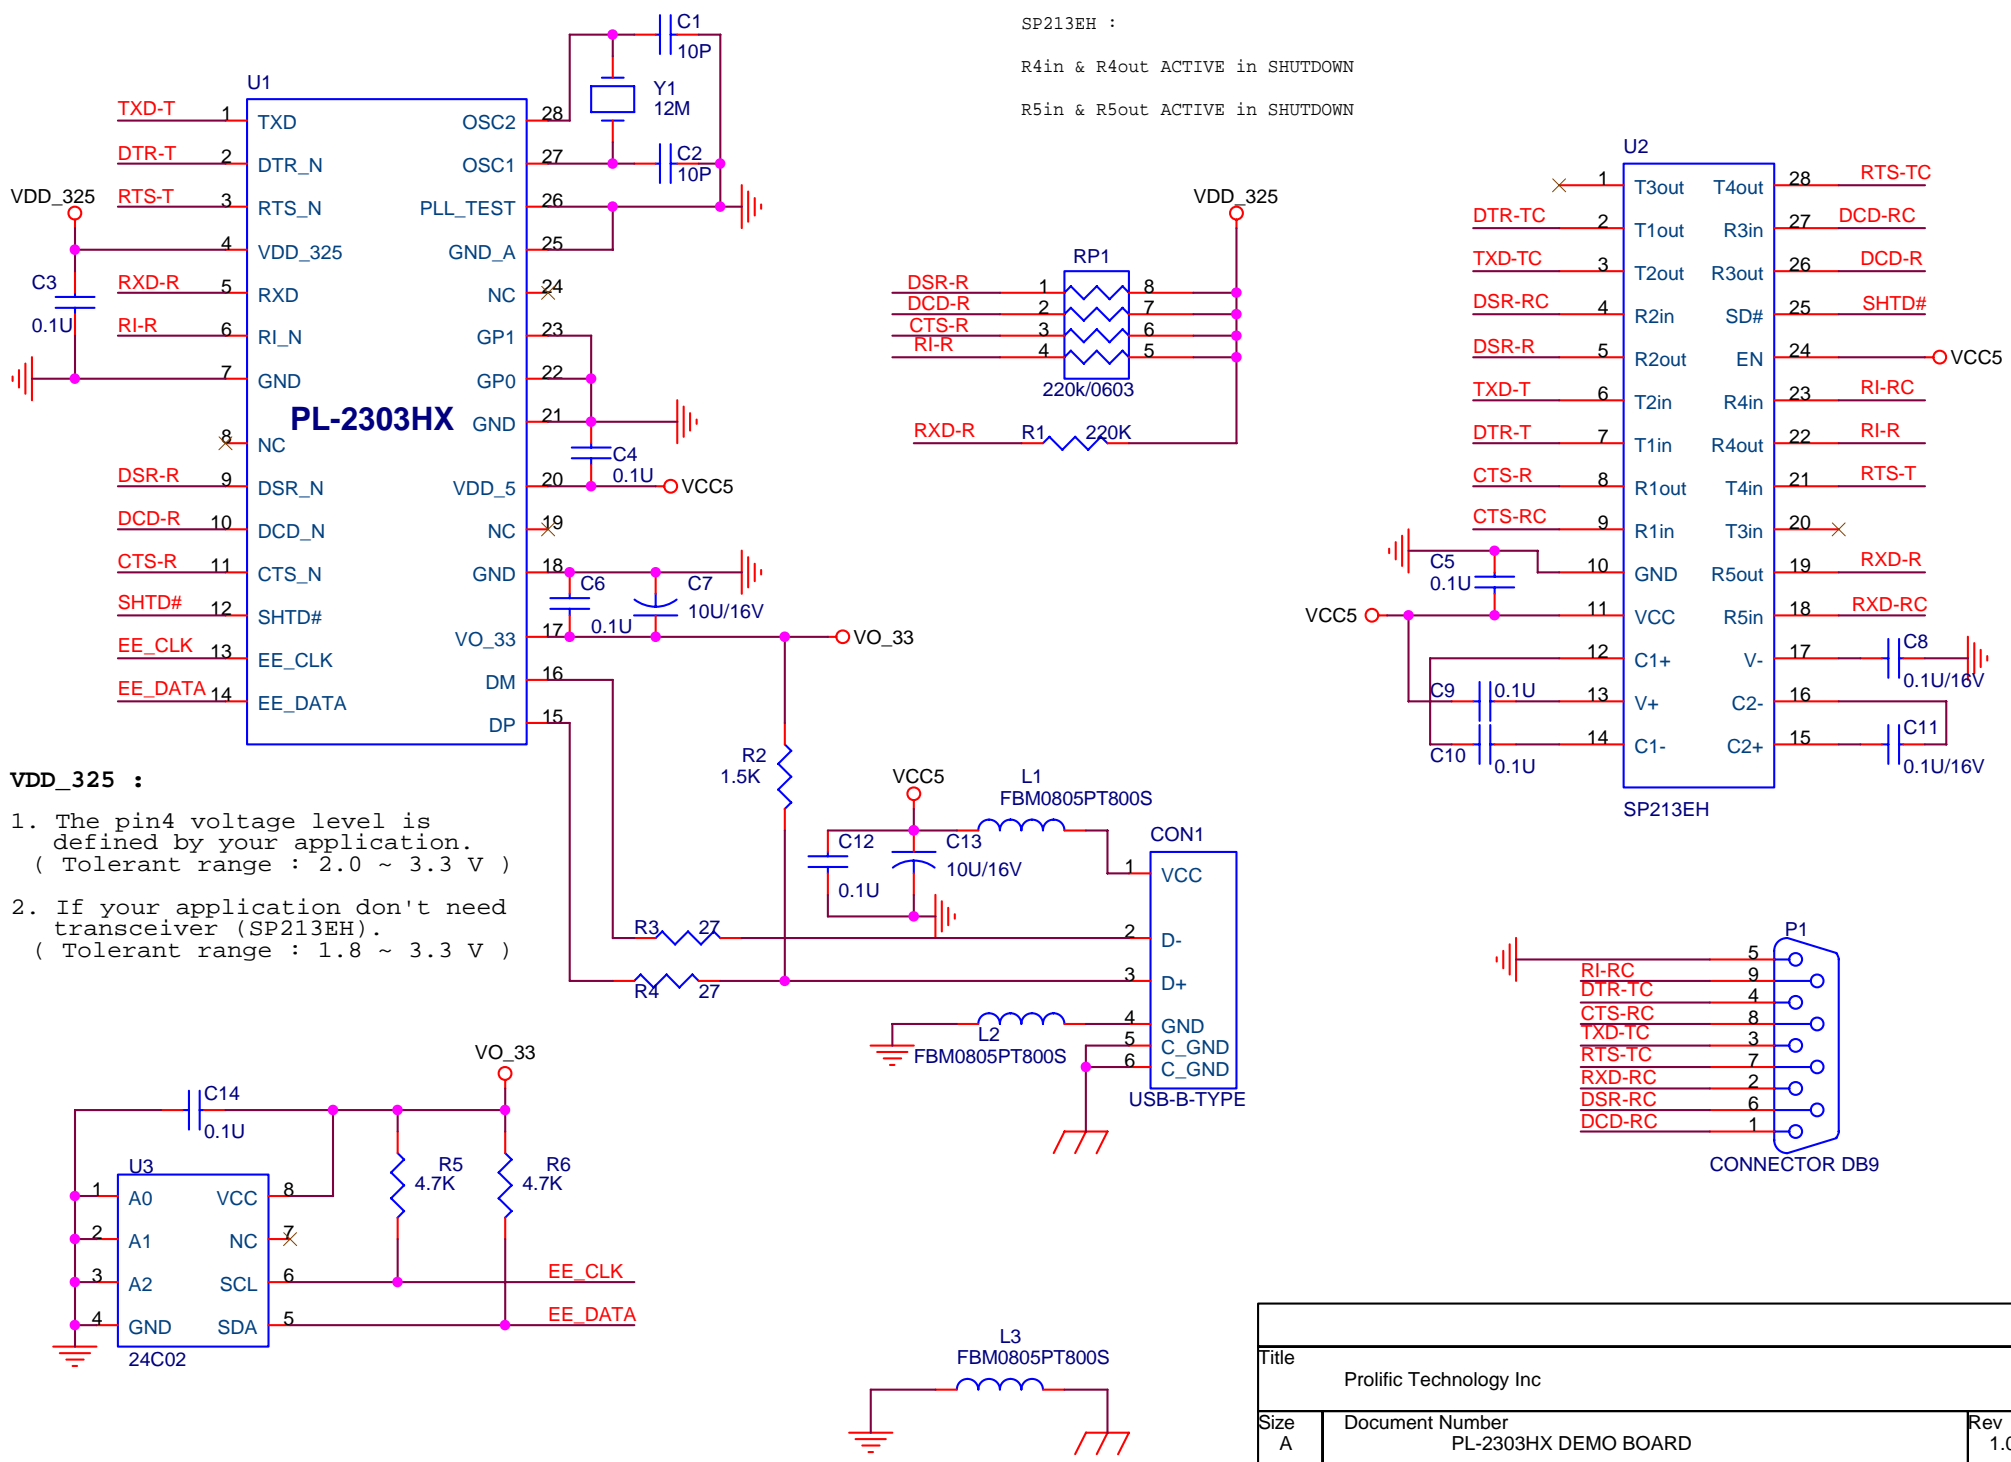 SP213EH :
R4in & R4out ACTIVE in SHUTDOWN
R5in & R5out ACTIVE in SHUTDOWN
U1
PL-2303HX
TXD-T 1 TXD
DTR-T 2 DTR_N
RTS-T 3 RTS_N
VDD_325
4 VDD_325
RXD-R 5 RXD
RI-R 6 RI_N
7 GND
8 NC
DSR-R 9 DSR_N
DCD-R 10 DCD_N
CTS-R 11 CTS_N
SHTD# 12 SHTD#
EE_CLK 13 EE_CLK
EE_DATA 14 EE_DATA
C3
0.1U
OSC2 28
OSC1 27
PLL_TEST 26
GND_A 25
NC 24
GP1 23
GP0 22
GND 21
VDD_5 20
NC 19
GND 18
VO_33 17
DM 16
DP 15
C1
10P
Y1
12M
C2
10P
C4
0.1U
VCC5
C6
0.1U
C7
10U/16V
VO_33
VDD_325
RP1
DSR-R 1 8
DCD-R 2 7
CTS-R 3 6
RI-R 4 5
220k/0603
RXD-R R1 220K
U2
1 T3out T4out 28 RTS-TC
DTR-TC 2 T1out R3in 27 DCD-RC
TXD-TC 3 T2out R3out 26 DCD-R
DSR-RC 4 R2in SD# 25 SHTD#
DSR-R 5 R2out EN 24 VCC5
TXD-T 6 T2in R4in 23 RI-RC
DTR-T 7 T1in R4out 22 RI-R
CTS-R 8 R1out T4in 21 RTS-T
CTS-RC 9 R1in T3in 20
10 GND R5out 19 RXD-R
VCC5 11 VCC R5in 18 RXD-RC
12 C1+ V- 17
13 V+ C2- 16
14 C1- C2+ 15
SP213EH
C5
0.1U
C9 0.1U
C10 0.1U
C8
0.1U/16V
C11
0.1U/16V
VDD_325 :
1. The pin4 voltage level is
defined by your application.
( Tolerant range : 2.0 ~ 3.3 V )
2. If your application don't need
transceiver (SP213EH).
( Tolerant range : 1.8 ~ 3.3 V )
R2
1.5K
VCC5
L1
FBM0805PT800S
C12
0.1U
C13
10U/16V
R3 27
R4 27
CON1
1 VCC
2 D-
3 D+
4 GND
5 C_GND
6 C_GND
USB-B-TYPE
L2
FBM0805PT800S
P1
5
RI-RC 9
DTR-TC 4
CTS-RC 8
TXD-TC 3
RTS-TC 7
RXD-RC 2
DSR-RC 6
DCD-RC 1
CONNECTOR DB9
VO_33
C14
0.1U
U3
1 A0 VCC 8
2 A1 NC 7
3 A2 SCL 6 EE_CLK
4 GND SDA 5 EE_DATA
24C02
R5
4.7K
R6
4.7K
L3
FBM0805PT800S
Title
Prolific Technology Inc
Size Document Number Rev
A PL-2303HX DEMO BOARD 1.0